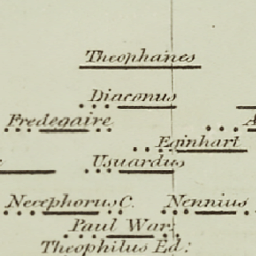 Theophanes
Diaconus
Fredegaire
Eginhart
Usuardus
Necephorus C. Nennius
Paul War:
Theophilus Ed: